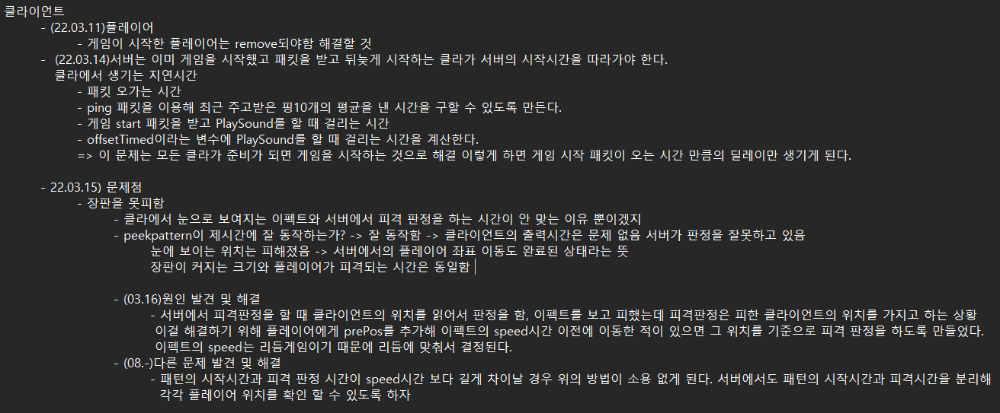 클라이언트
- (22.03.11)플레이어
- 게임이 시작한 플레이어는 remove되야함 해결할 것
- (22.03.14)서버는 이미 게임을 시작했고 패킷을 받고 뒤늦게 시작하는 클라가 서버의 시작시간을 따라가야 한다.
클라에서 생기는 지연시간
- 패킷 오가는 시간
- ping 패킷을 이용해 최근 주고받은 핑10개의 평균을 낸 시간을 구할 수 있도록 만든다.
- 게임 start 패킷을 받고 PlaySound를 할 때 걸리는 시간
- offsetTimed이라는 변수에 PlaySound를 할 때 걸리는 시간을 계산한다.
=> 이 문제는 모든 클라가 준비가 되면 게임을 시작하는 것으로 해결 이렇게 하면 게임 시작 패킷이 오는 시간 만큼의 딜레이만 생기게 된다.
- 22.03.15) 문제점
- 장판을 못피함
- 클라에서 눈으로 보여지는 이펙트와 서버에서 피격 판정을 하는 시간이 안 맞는 이유 뿐이겠지
- peekpattern이 제시간에 잘 동작하는가? -> 잘 동작함 -> 클라이언트의 출력시간은 문제 없음 서버가 판정을 잘못하고 있음
눈에 보이는 위치는 피해졌음 -> 서버에서의 플레이어 좌표 이동도 완료된 상태라는 뜻
장판이 커지는 크기와 플레이어가 피격되는 시간은 동일함
- (03.16)원인 발견 및 해결
- 서버에서 피격판정을 할 때 클라이언트의 위치를 읽어서 판정을 함, 이펙트를 보고 피했는데 피격판정은 피한 클라이언트의 위치를 가지고 하는 상황
이걸 해결하기 위해 플레이어에게 prePos를 추가해 이펙트의 speed시간 이전에 이동한 적이 있으면 그 위치를 기준으로 피격 판정을 하도록 만들었다.
이펙트의 speed는 리듬게임이기 때문에 리듬에 맞춰서 결정된다.
- (08.-)다른 문제 발견 및 해결
- 패턴의 시작시간과 피격 판정 시간이 speed시간 보다 길게 차이날 경우 위의 방법이 소용 없게 된다. 서버에서도 패턴의 시작시간과 피격시간을 분리해
각각 플레이어 위치를 확인 할 수 있도록 하자